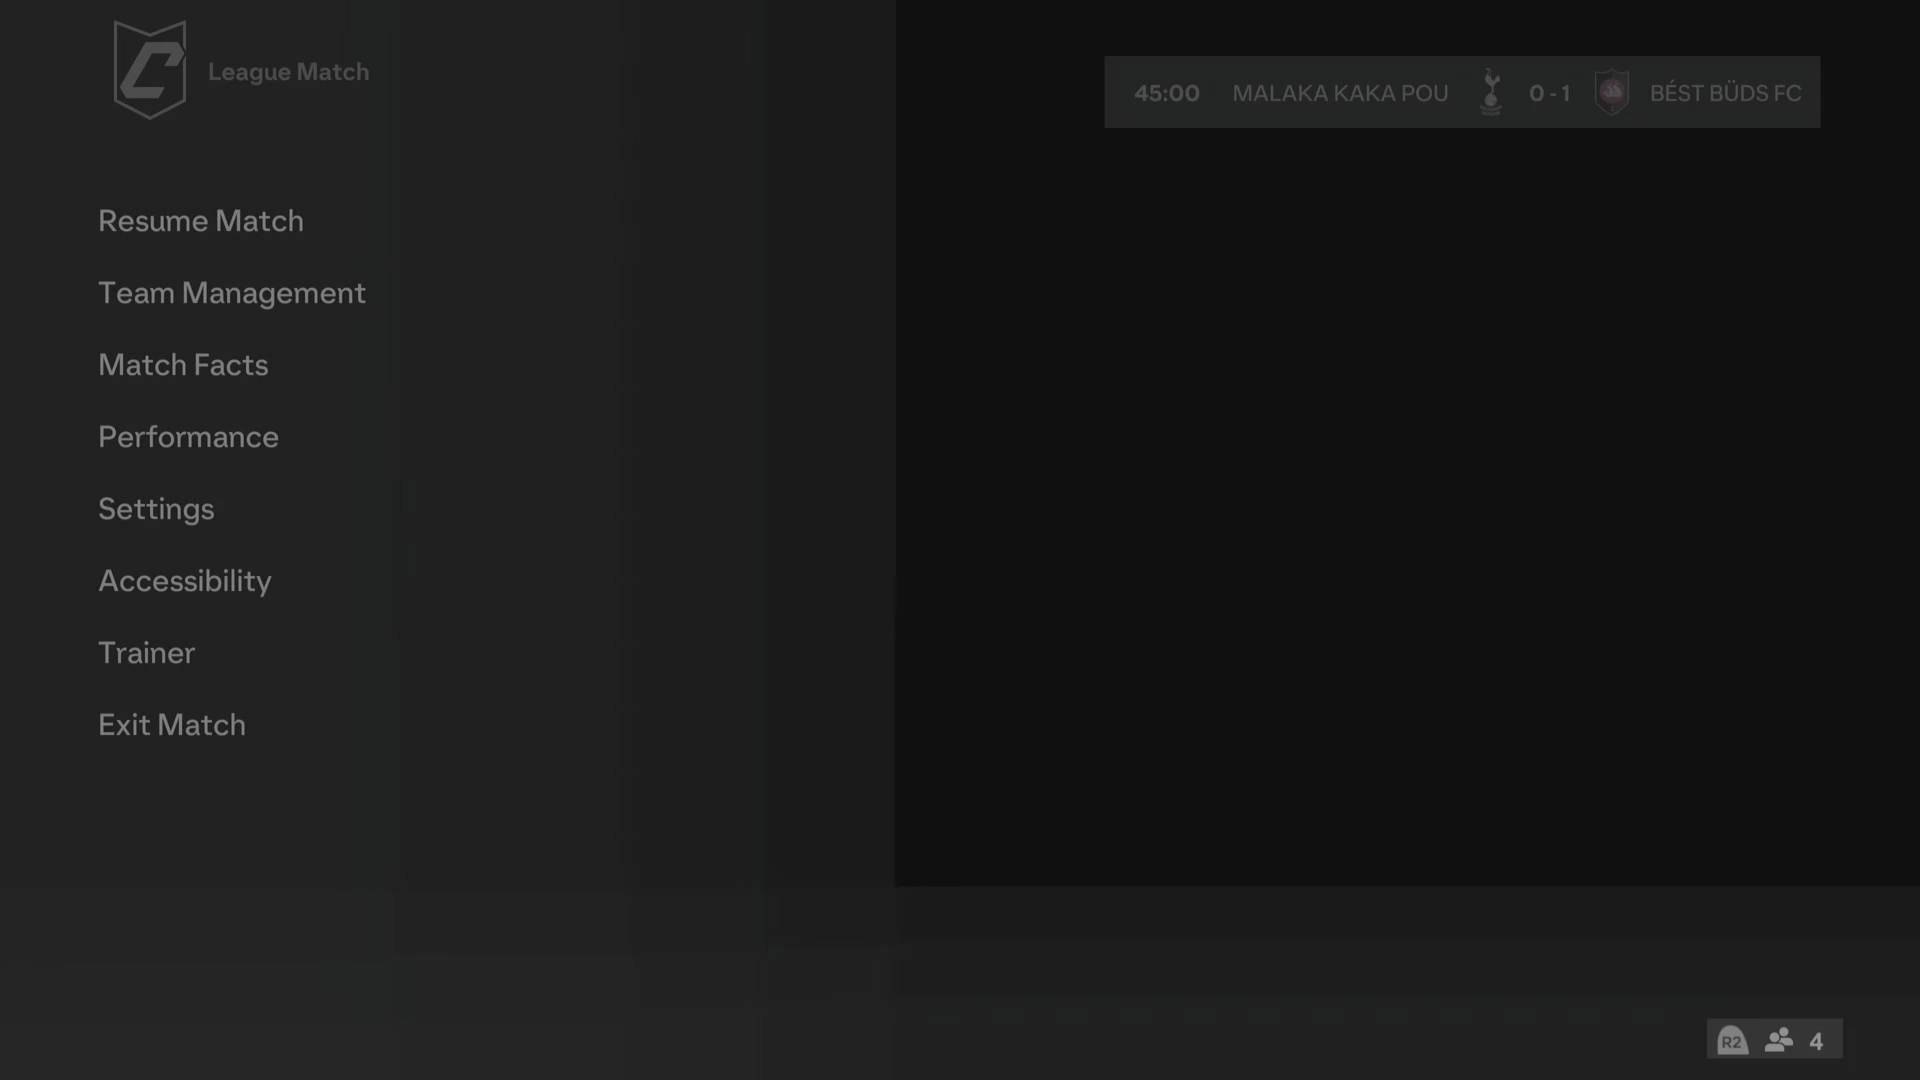 League Match
45:00 MALAKA KAKA POU 0 - 1 BÉST BÜDS FC
Resume Match
Team Management
Match Facts
Performance
Settings
Accessibility
Trainer
Exit Match
R2 4